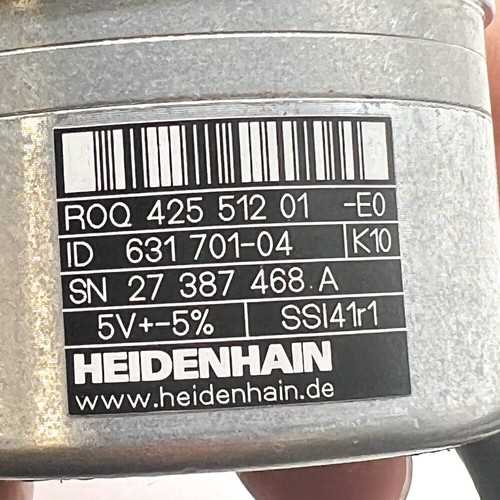 ROQ 425 512 01 -E0
ID 631 701-04 K10
SN 27 387 468 A
5V+-5% SSI41r1
HEIDENHAIN
www.heidenhain.de